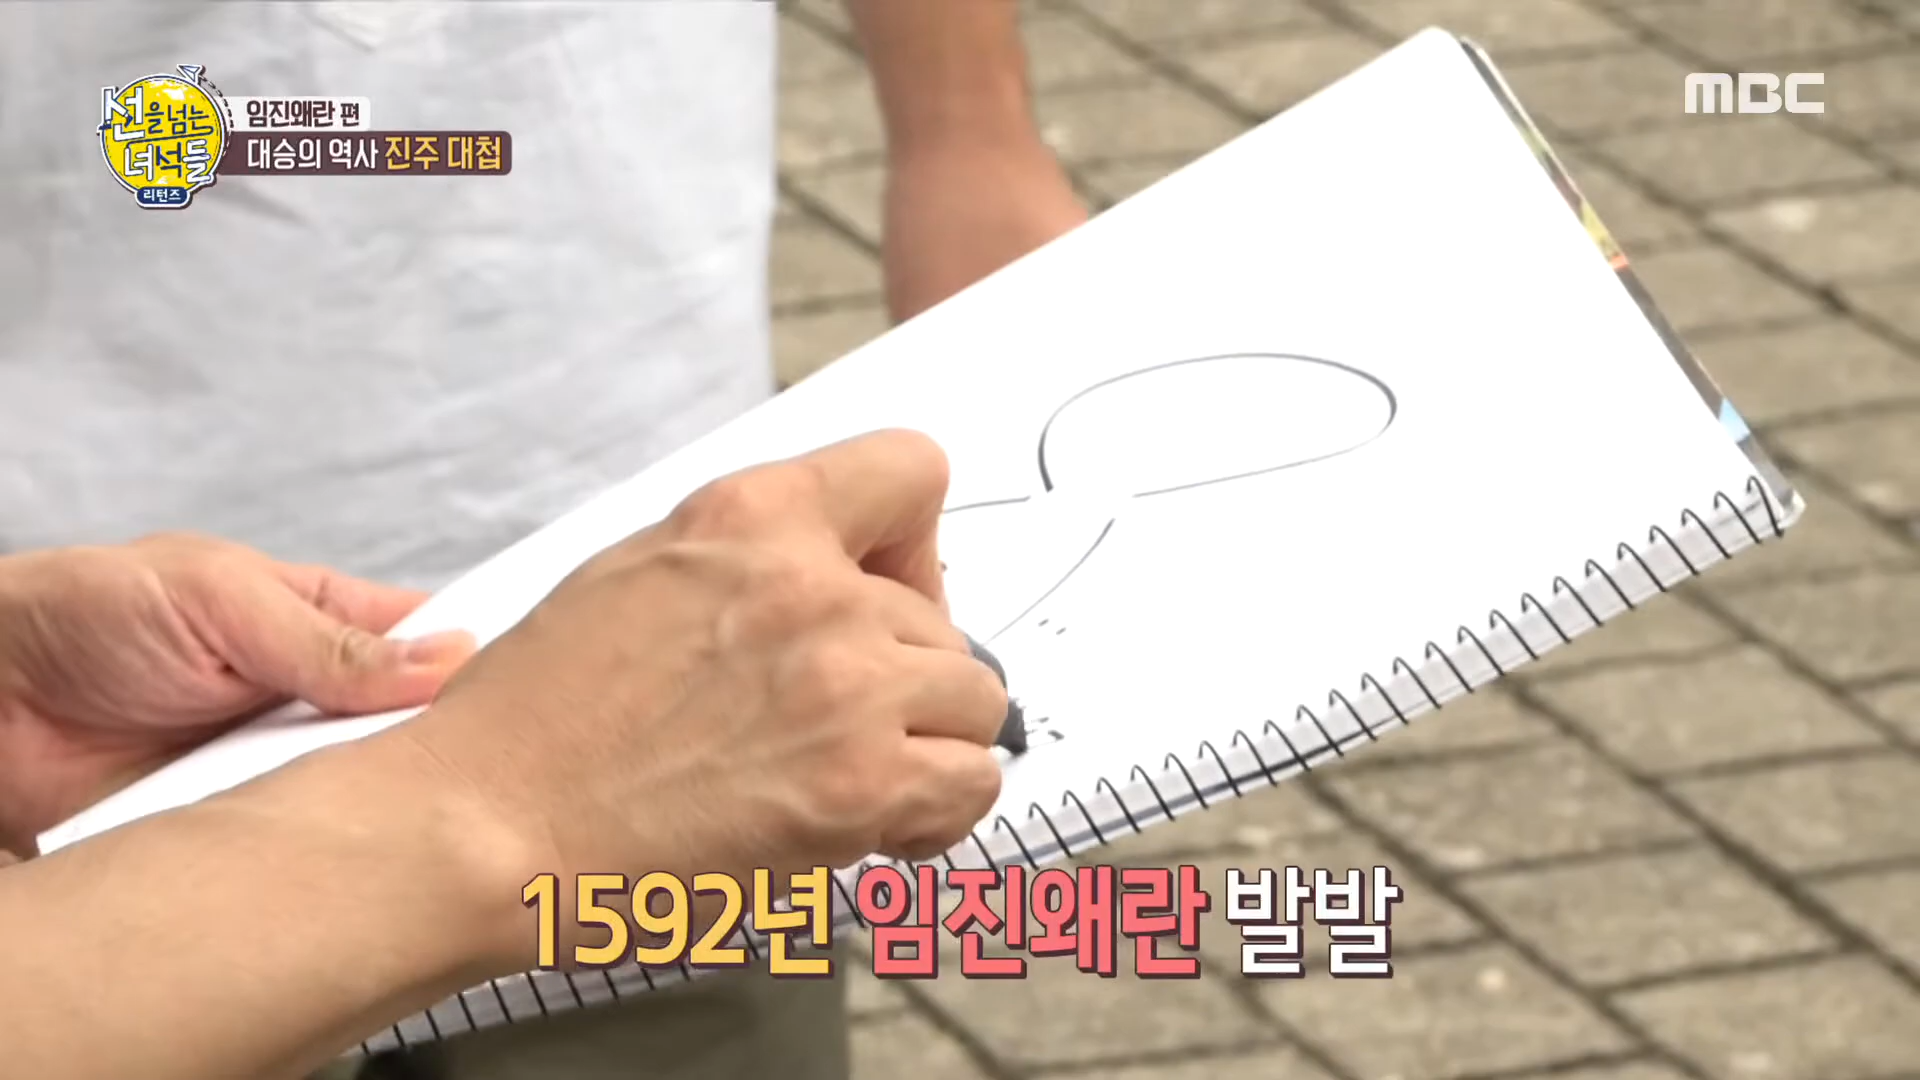 선을넘는
녀석들
리턴즈
임진왜란 편
대승의 역사 진주 대첩
MBC
1592년 임진왜란 발발